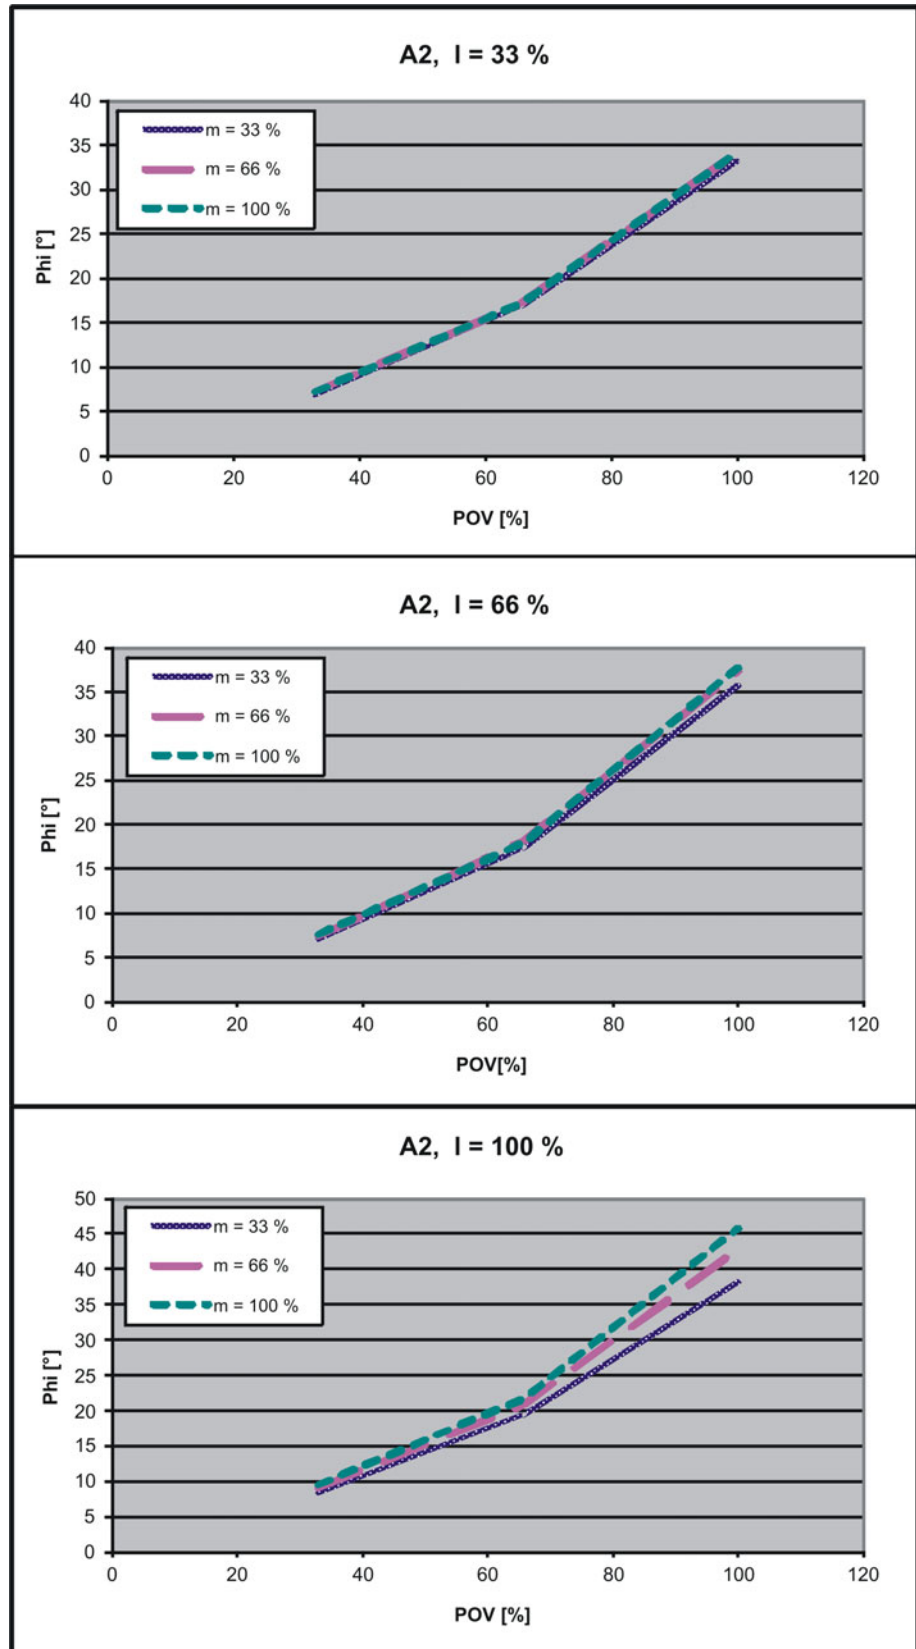 A2, l = 33 %
40
35
30
25
20
15
10
5
0
Phi [°]
m = 33 %
m = 66 %
m = 100 %
0 20 40 60 80 100 120
POV [%]
A2, l = 66 %
40
35
30
25
20
15
10
5
0
Phi [°]
m = 33 %
m = 66 %
m = 100 %
0 20 40 60 80 100 120
POV[%]
A2, l = 100 %
50
45
40
35
30
25
20
15
10
5
0
Phi [°]
m = 33 %
m = 66 %
m = 100 %
0 20 40 60 80 100 120
POV [%]